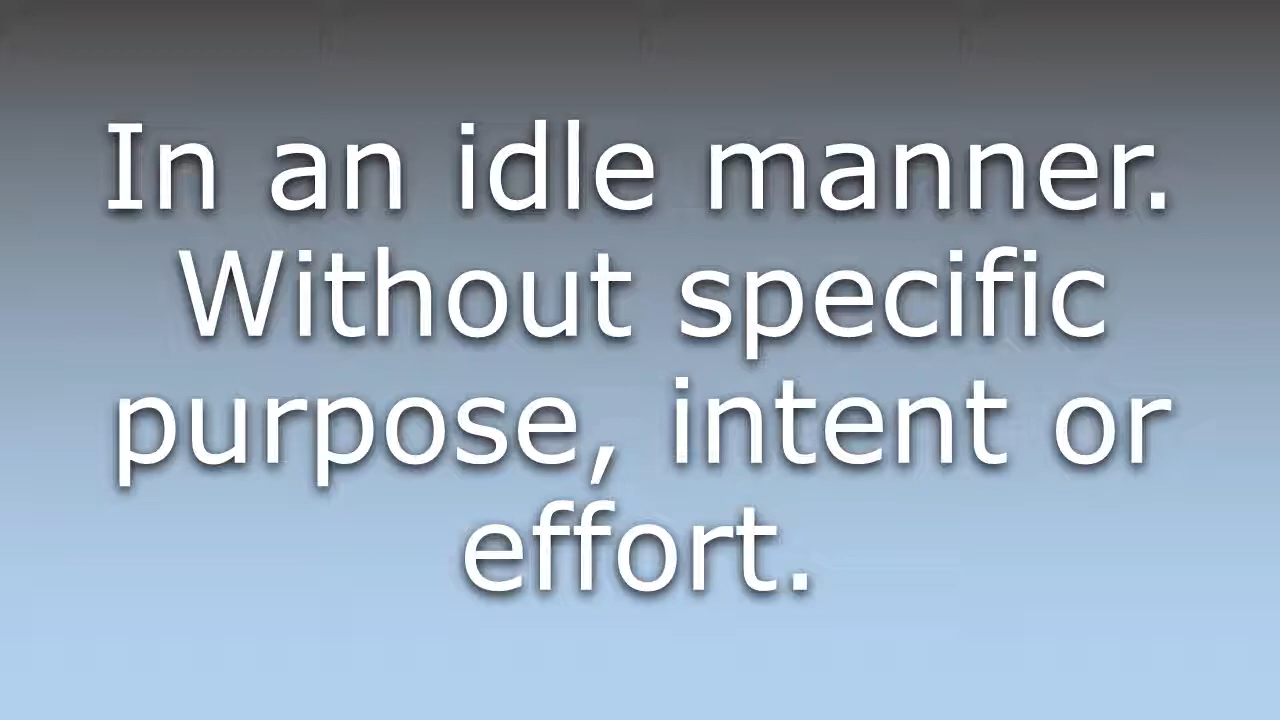 In an idle manner.
Without specific
purpose, intent or
effort.